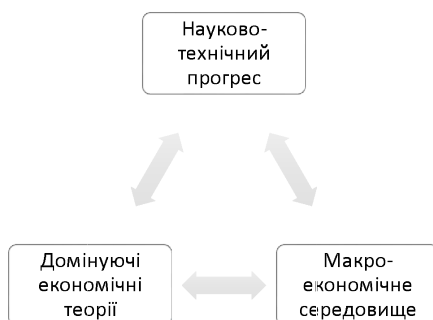 Науково-
технічний
прогрес
Домінуючі
економічні
теорії
Макро-
економічне
середовище